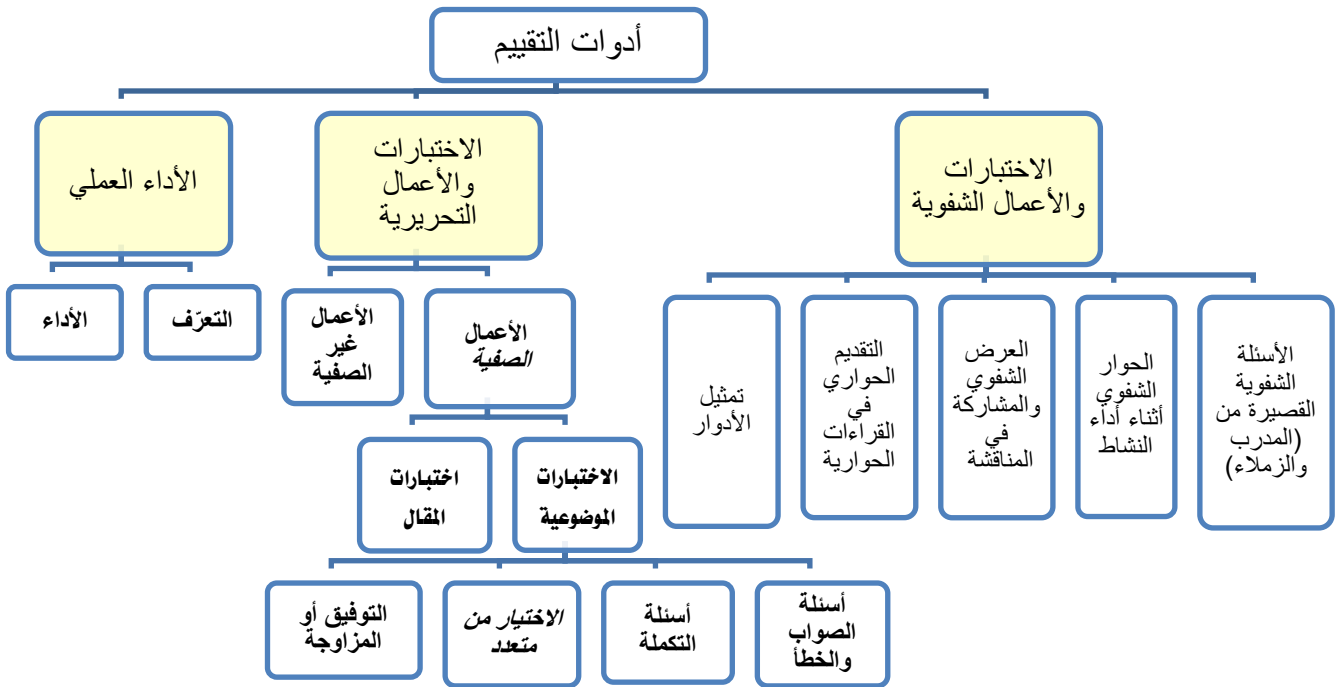 أدوات التقييم
الاختبارات
والأعمال الشفوية
الاختبارات
والأعمال
التحريرية
الأداء العملي
الأسئلة
الشفوية
القصيرة من
(المدرب
والزملاء)
الحوار
الشفوي
أثناء أداء
النشاط
العرض
الشفوي
والمشاركة
في
المناقشة
التقديم
الحواري
في
القراءات
الحوارية
تمثيل
الأدوار
الأعمال
الصفية
الأعمال
غير
الصفية
التعرّف
الأداء
الاختبارات
الموضوعية
اختبارات
المقال
أسئلة
الصواب
والخطأ
أسئلة
التكملة
الاختيار من
متعدد
التوفيق أو
المزاوجة